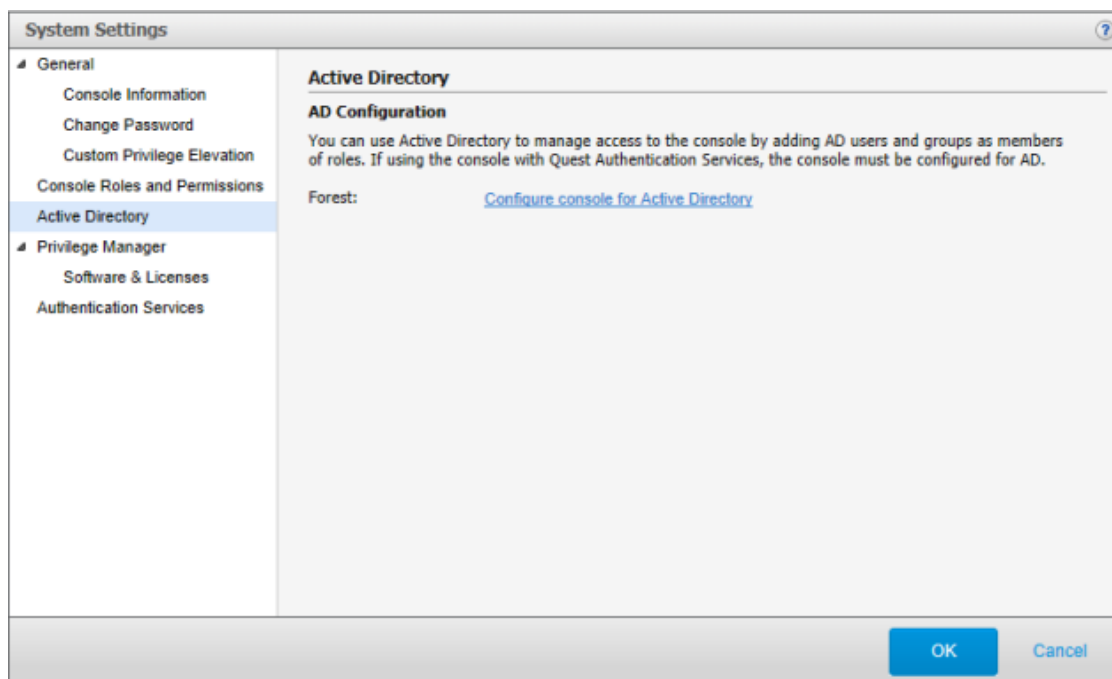 System Settings
?
General
Console Information
Change Password
Custom Privilege Elevation
Console Roles and Permissions
Active Directory
Privilege Manager
Software & Licenses
Authentication Services
Active Directory
AD Configuration
You can use Active Directory to manage access to the console by adding AD users and groups as members
of roles. If using the console with Quest Authentication Services, the console must be configured for AD.
Forest: Configure console for Active Directory
OK Cancel